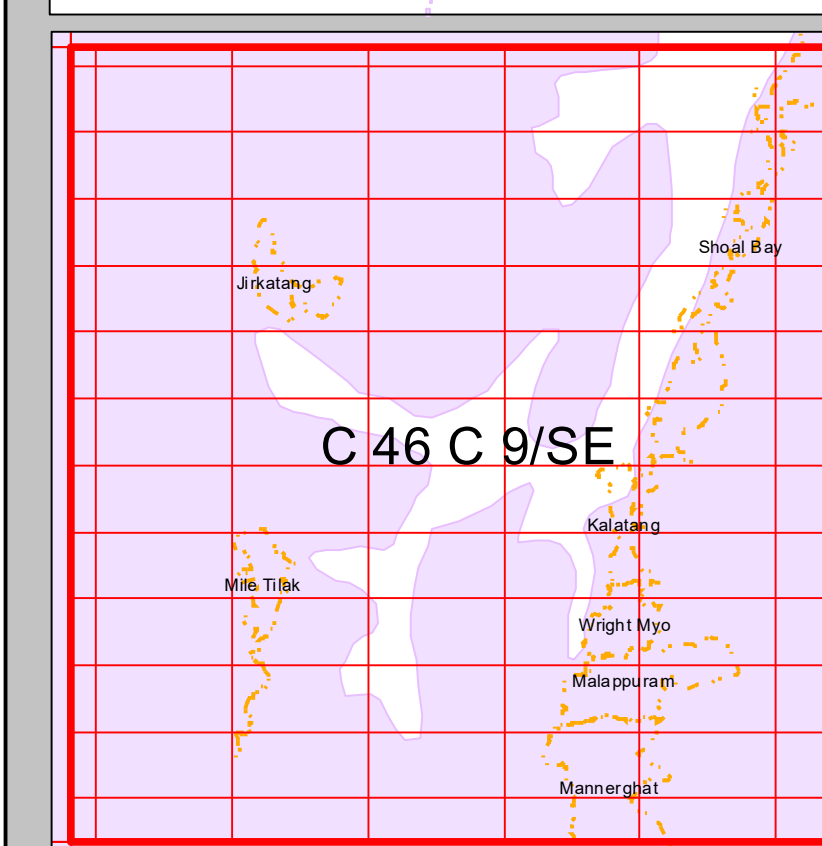 Shoal Bay
Jirkatang
C 46 C 9/SE
Kalatang
Mile Tilak
Wright Myo
Malappuram
Mannerghat